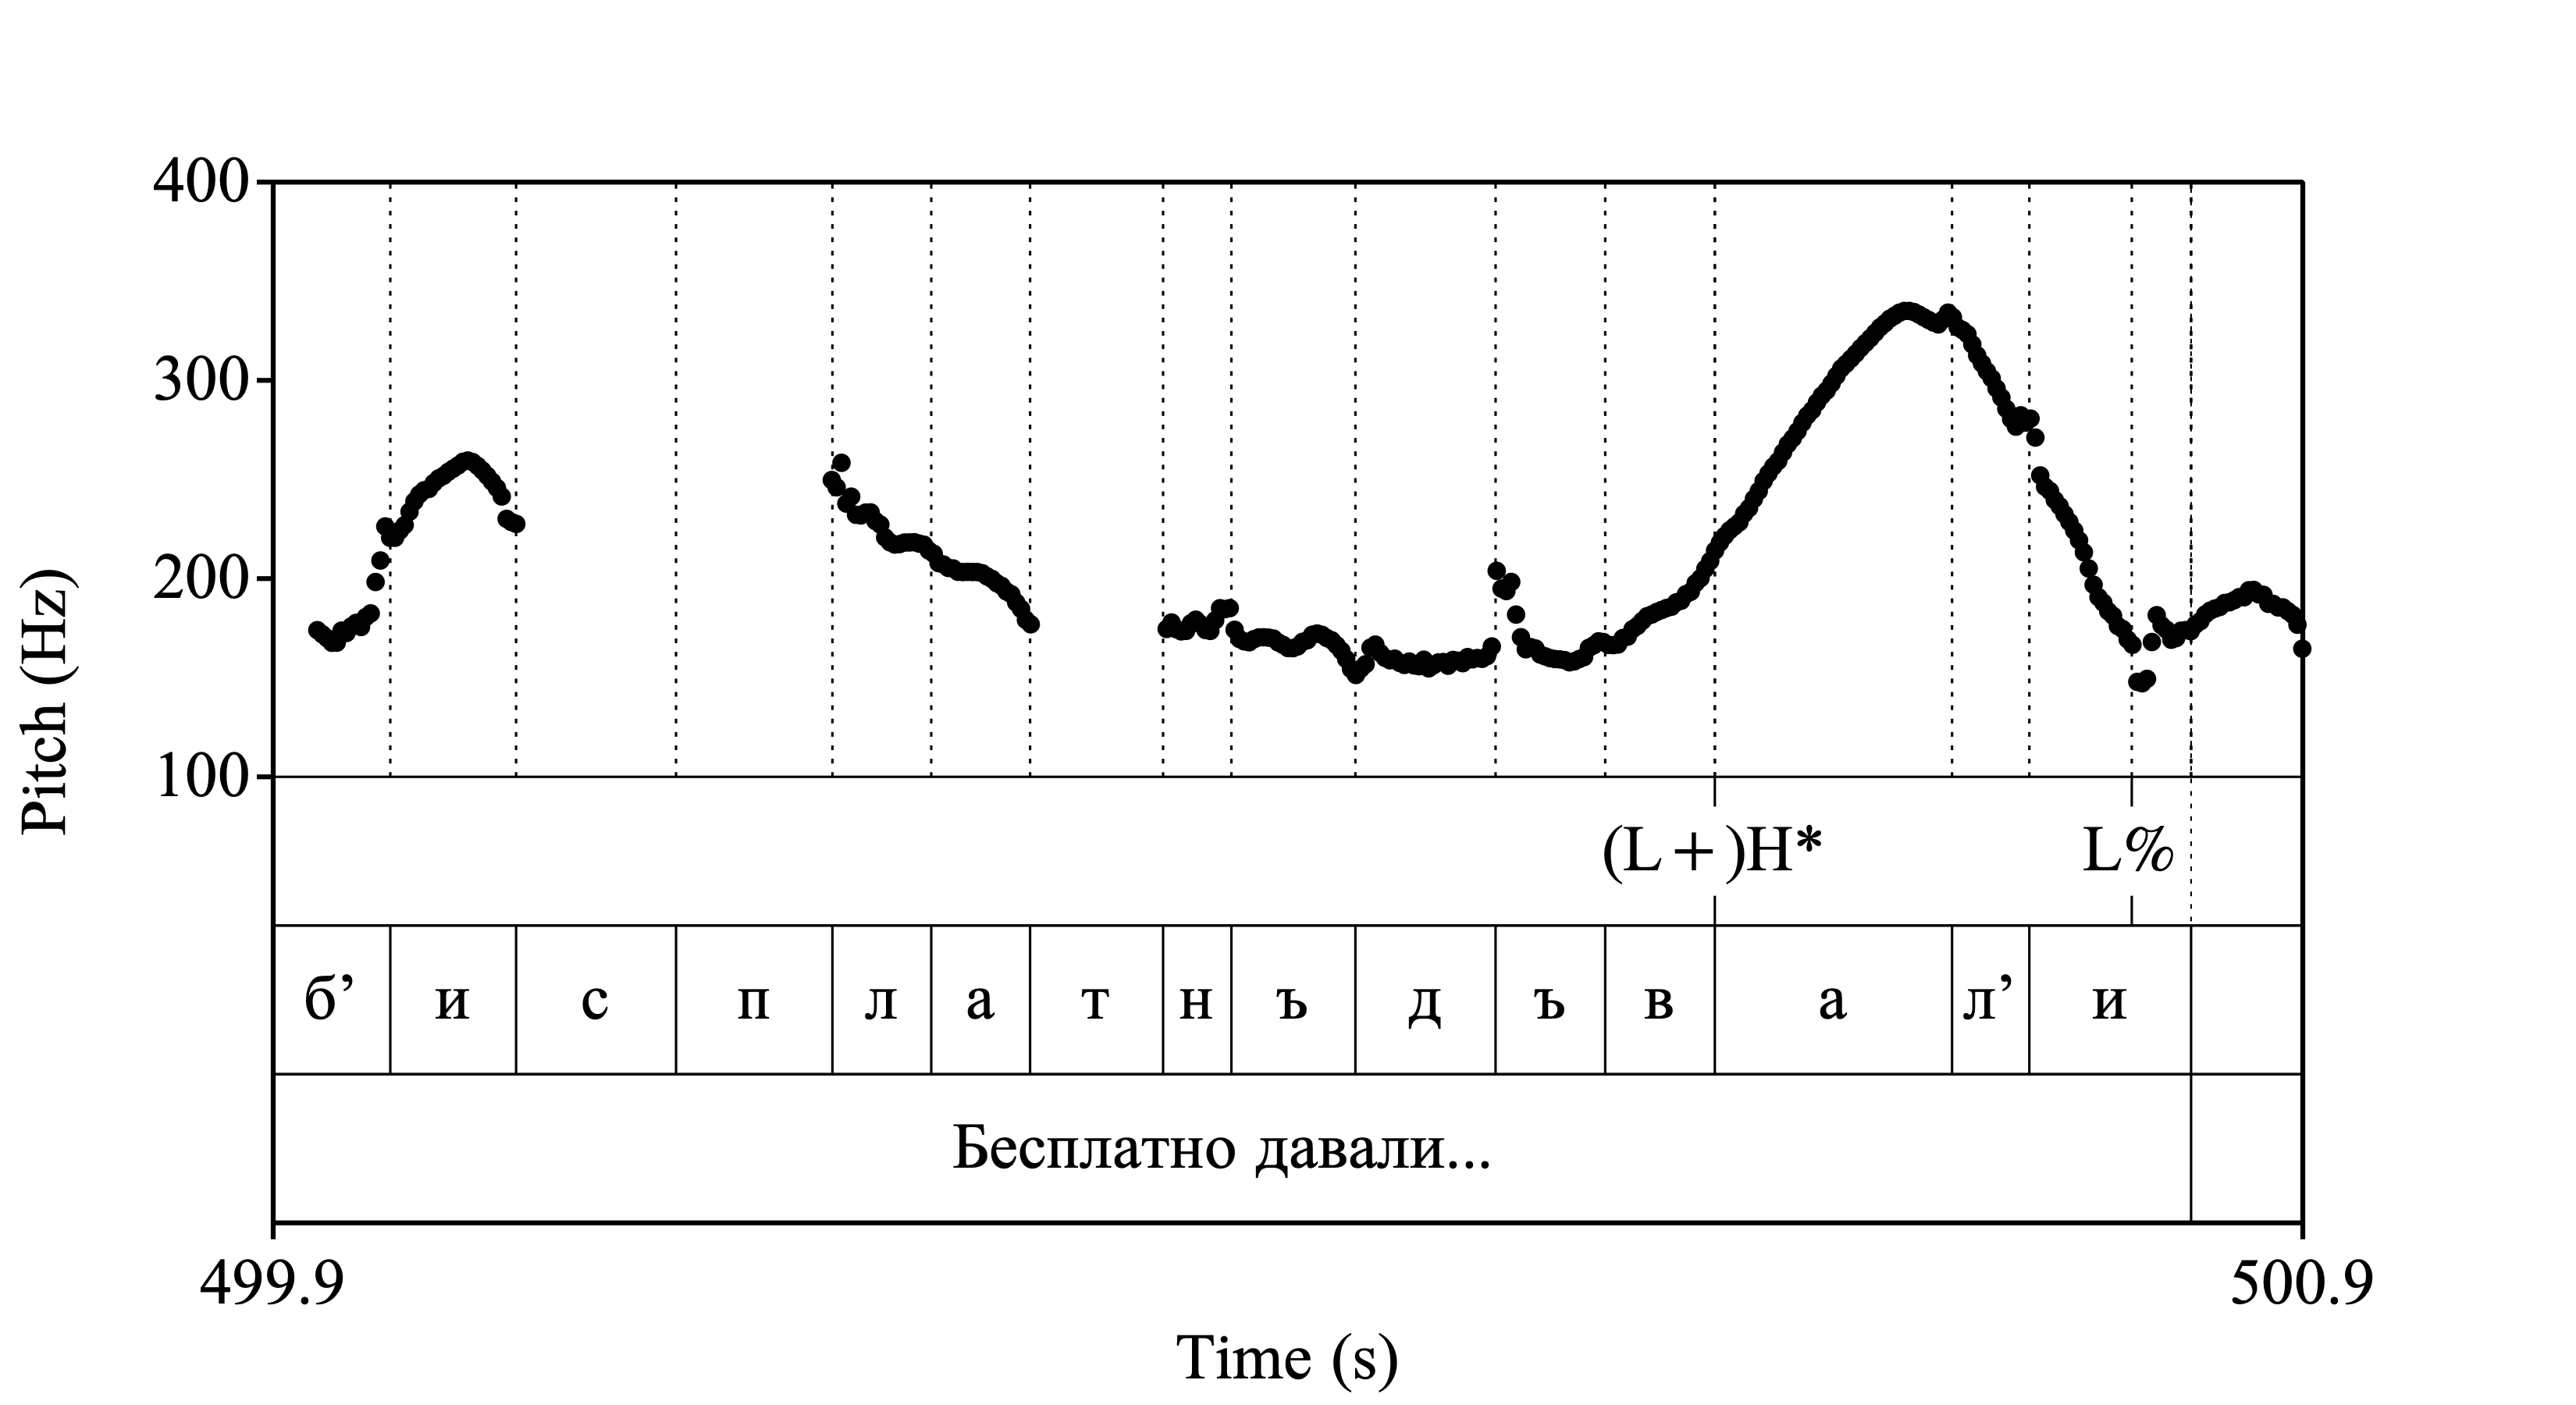 400
300
200
100
Pitch (Hz)
(L+)H* L%
б’ и с п л а т н ъ д ъ в а л’ и
Бесплатно давали...
499.9 500.9
Time (s)